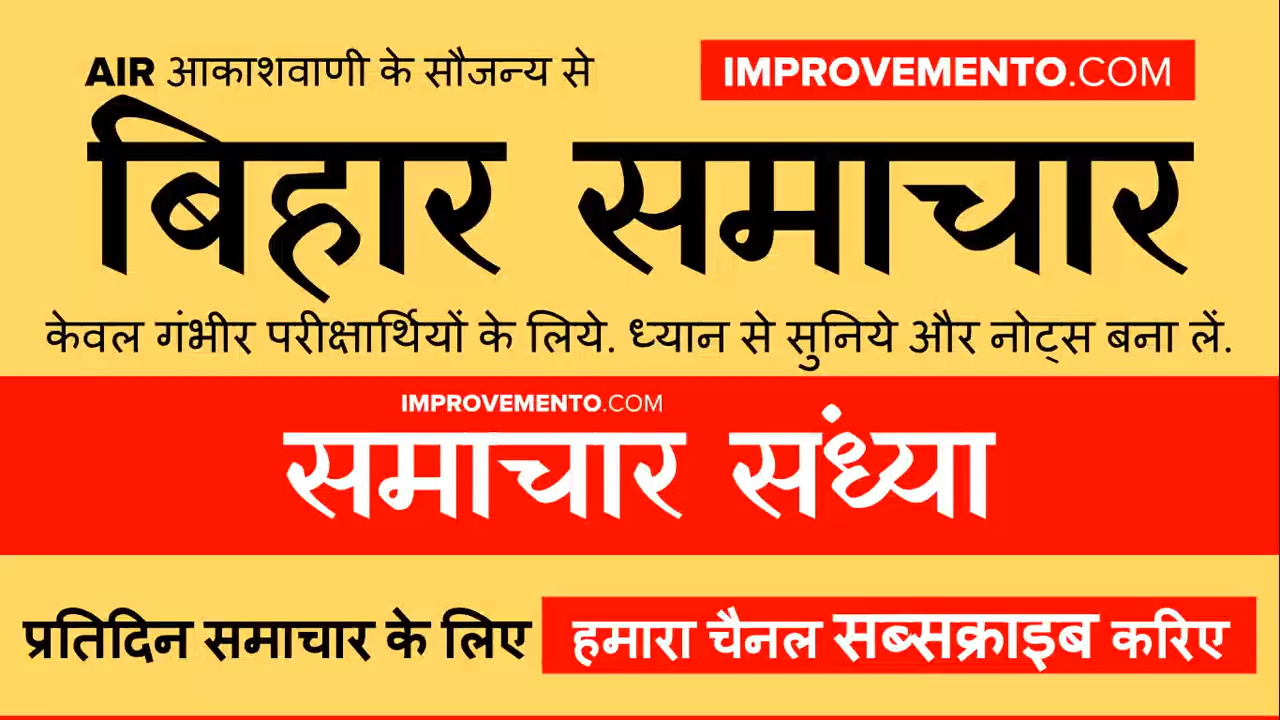 AIR आकाशवाणी के सौजन्य से
IMPROVEMENTO.COM
बिहार समाचार
केवल गंभीर परीक्षार्थियों के लिये. ध्यान से सुनिये और नोट्स बना लें.
IMPROVEMENTO.COM
समाचार संध्या
प्रतिदिन समाचार के लिए
हमारा चैनल सब्सक्राइब करिए